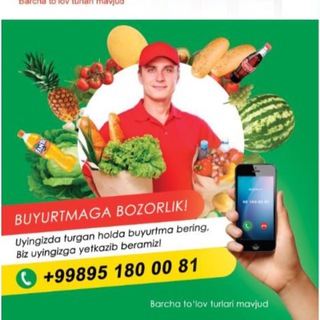 Barcha to'lov turlari mavjud
BUYURTMAGA BOZORLIK!
Uyingizda turgan holda buyurtma bering,
Biz uyingizga yetkazib beramiz!
+99895 180 00 81
Barcha to'lov turlari mavjud